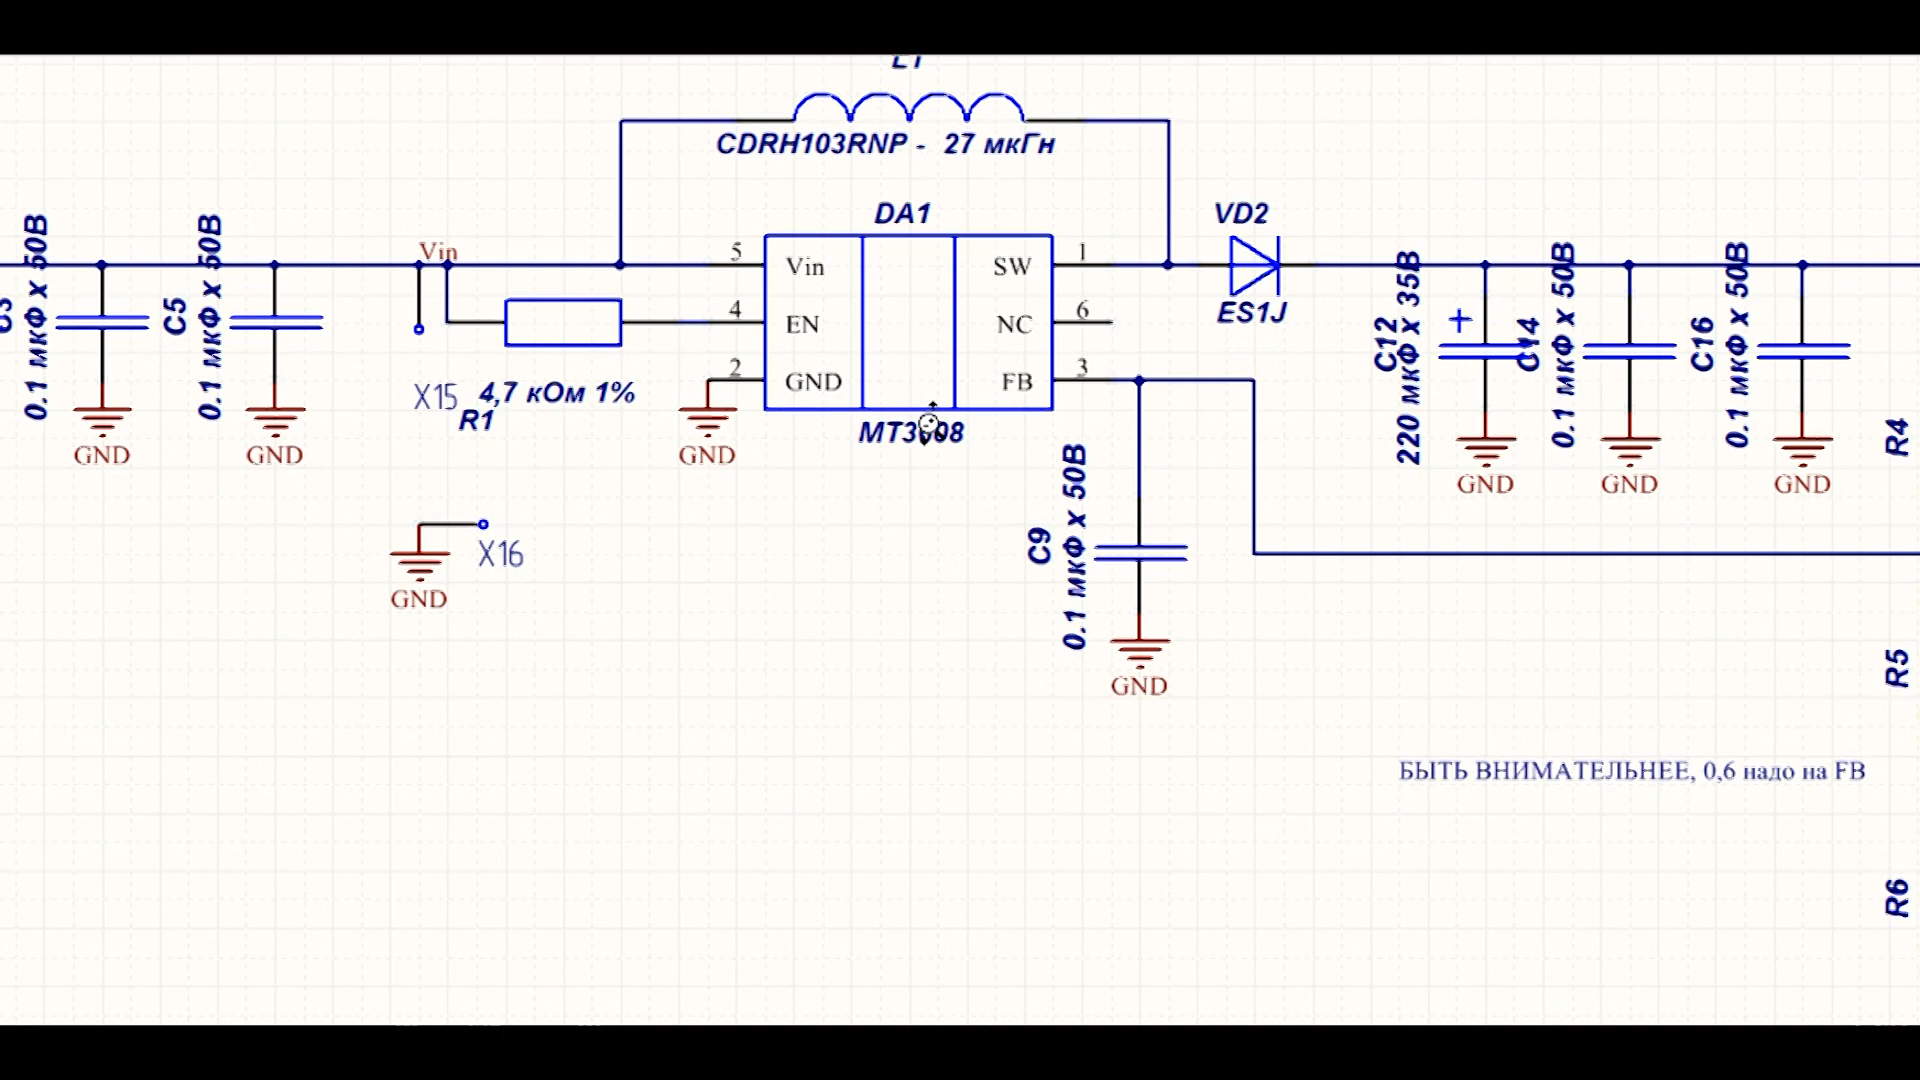 CDRH103RNP - 27 мкГн
DA1
VD2
Vin
5
Vin
SW
1
4
EN
NC
6
2
GND
FB
3
ES1J
0.1 мкФ x 50В
C5
0.1 мкФ x 50В
X15
4,7 кОм 1%
R1
GND
GND
GND
C12
220 мкФ x 35В
C14
0.1 мкФ x 50В
C16
0.1 мкФ x 50В
R4
GND
GND
GND
C9
0.1 мкФ x 50В
X16
GND
GND
R5
БЫТЬ ВНИМАТЕЛЬНЕЕ, 0,6 надо на FB
R6